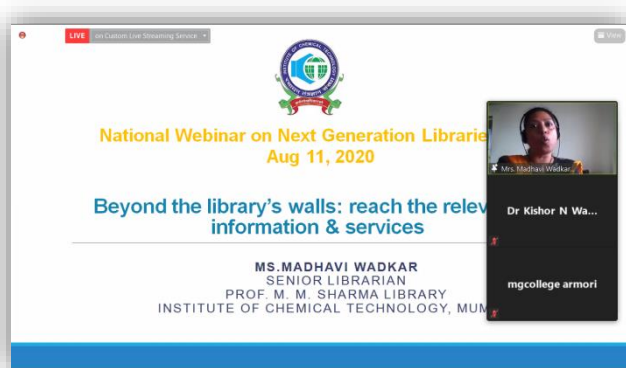 LIVE on Custom Live Streaming Service
View
National Webinar on Next Generation Librarie
Aug 11, 2020
Beyond the library's walls: reach the relev
information & services
MS.MADHAVI WADKAR
SENIOR LIBRARIAN
PROF. M. M. SHARMA LIBRARY
INSTITUTE OF CHEMICAL TECHNOLOGY, MUM
Mrs. Madhavi Wadkar...
Dr Kishor N Wa...
mgcollege armori